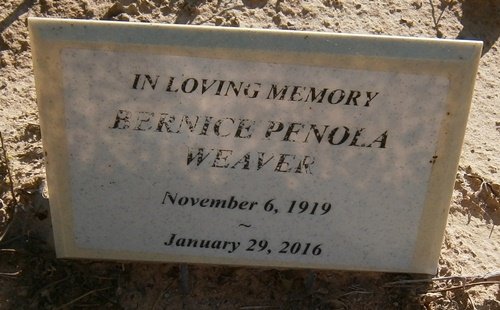 IN LOVING MEMORY
BERNICE PENOLA
WEAVER
November 6, 1919
~
January 29, 2016